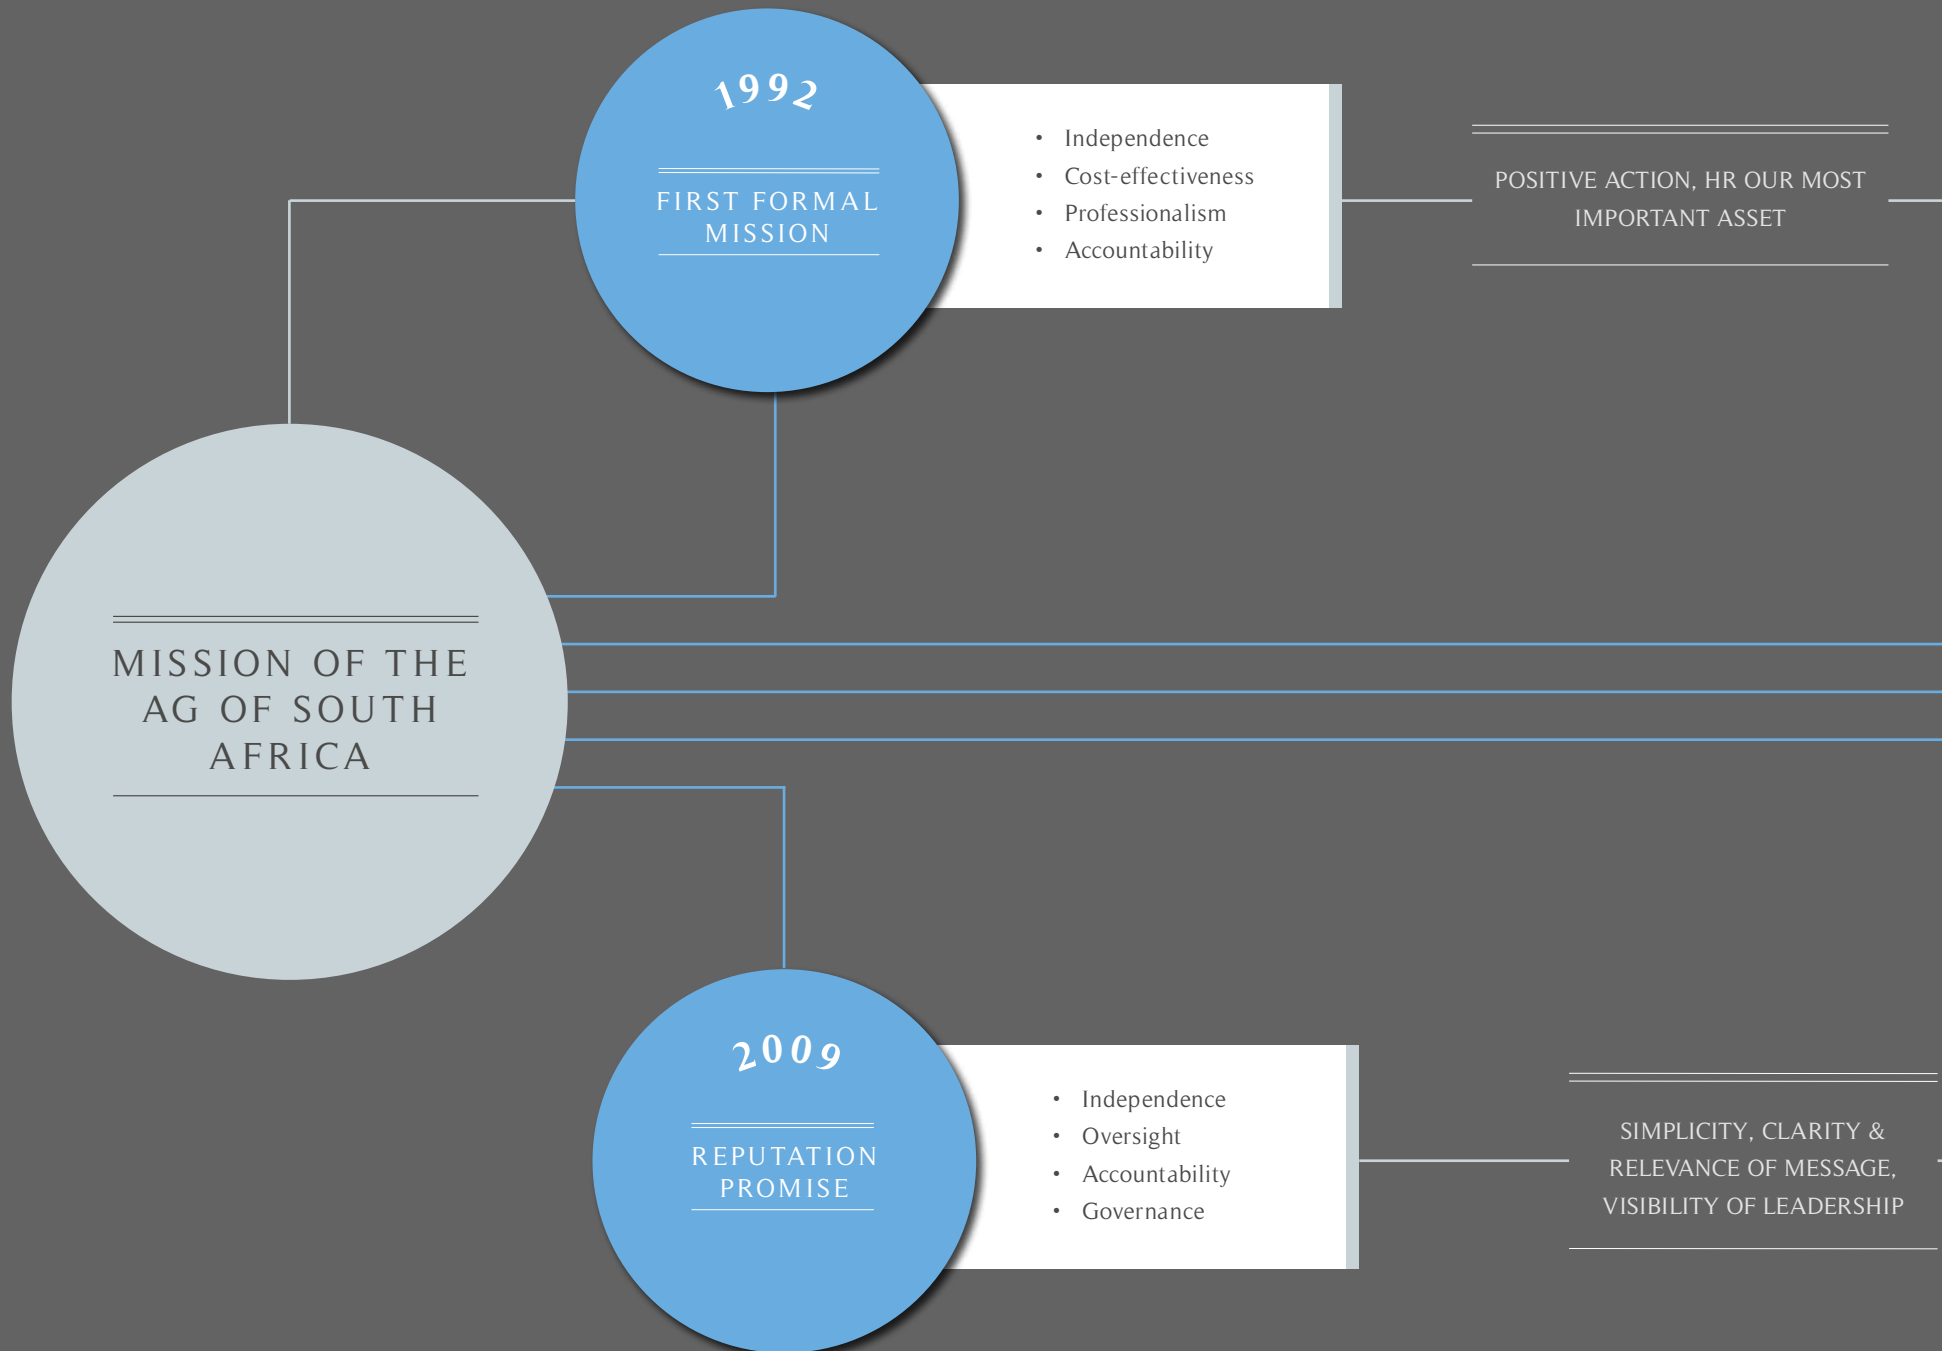 1992
FIRST FORMAL
MISSION
• Independence
• Cost-effectiveness
• Professionalism
• Accountability
POSITIVE ACTION, HR OUR MOST
IMPORTANT ASSET
MISSION OF THE
AG OF SOUTH
AFRICA
2009
REPUTATION
PROMISE
• Independence
• Oversight
• Accountability
• Governance
SIMPLICITY, CLARITY &
RELEVANCE OF MESSAGE,
VISIBILITY OF LEADERSHIP